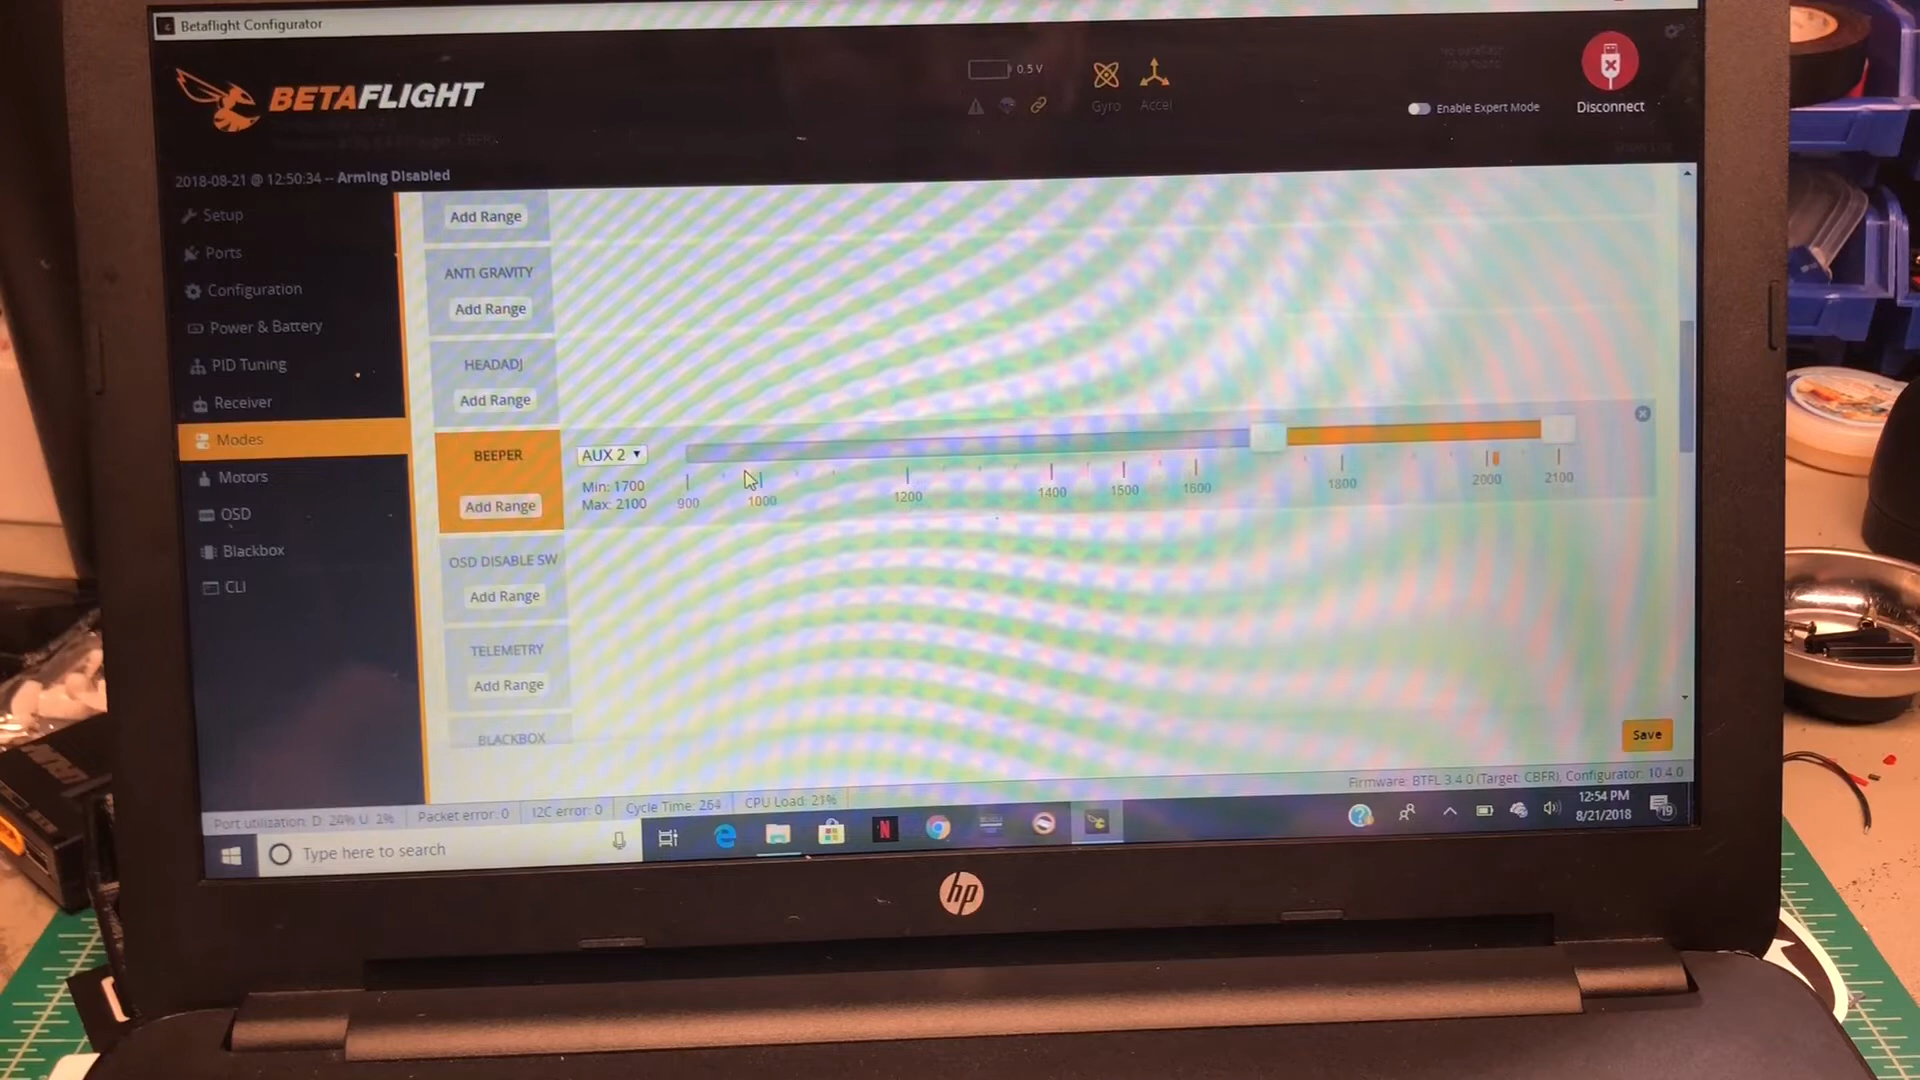 Betaflight Configurator
BETAFLIGHT
0.5 V
Gyro
Accel
Enable Expert Mode
Disconnect
2018-08-21 @ 12:50:34 -- Arming Disabled
Setup
Ports
Configuration
Power & Battery
PID Tuning
Receiver
Modes
Motors
OSD
Blackbox
CLI
Add Range
ANTI GRAVITY
Add Range
HEADADJ
Add Range
BEEPER
Add Range
AUX 2
Min: 1700
Max: 2100
900 1000 1200 1400 1500 1600 1800 2000 2100
OSD DISABLE SW
Add Range
TELEMETRY
Add Range
BLACKBOX
Save
Port utilization: D: 24% U: 2%
Packet error: 0
I2C error: 0
Cycle Time: 264
CPU Load: 21%
Firmware: BTFL 3.4.0 (Target: CBFR), Configurator: 10.4.0
Type here to search
N
12:54 PM
8/21/2018
19
hp